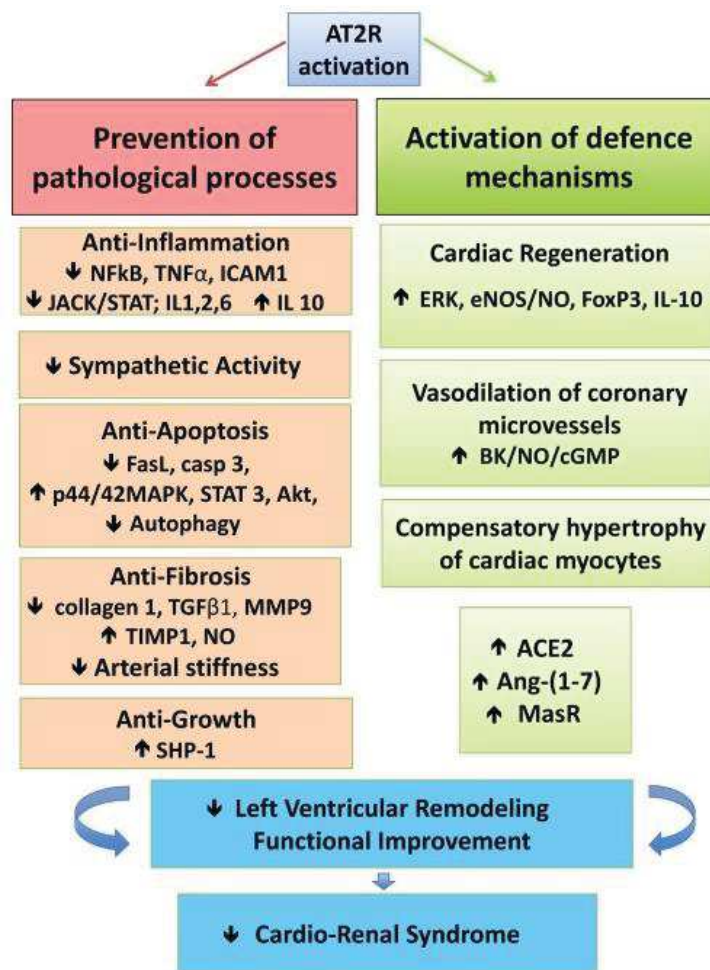 AT2R
activation
Prevention of
pathological processes
Anti-Inflammation
↓ NFkB, TNFα, ICAM1
↓ JACK/STAT; IL1,2,6 ↑ IL 10
↓ Sympathetic Activity
Anti-Apoptosis
↓ FasL, casp 3,
↑ p44/42MAPK, STAT 3, Akt,
↓ Autophagy
Anti-Fibrosis
↓ collagen 1, TGFβ1, MMP9
↑ TIMP1, NO
↓ Arterial stiffness
Anti-Growth
↑ SHP-1
Activation of defence
mechanisms
Cardiac Regeneration
↑ ERK, eNOS/NO, FoxP3, IL-10
Vasodilation of coronary
microvessels
↑ BK/NO/cGMP
Compensatory hypertrophy
of cardiac myocytes
↑ ACE2
↑ Ang-(1-7)
↑ MasR
↓ Left Ventricular Remodeling
Functional Improvement
↓ Cardio-Renal Syndrome